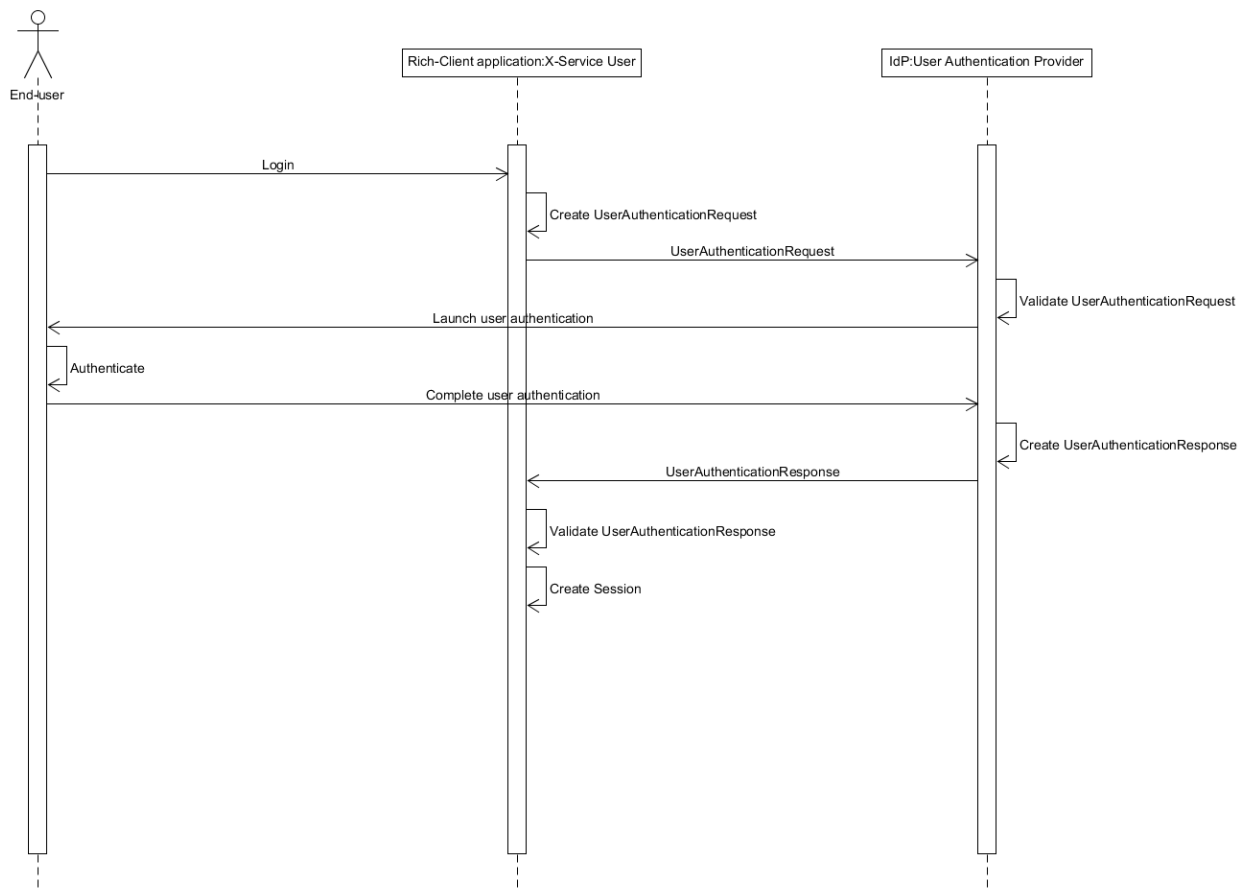 Rich-Client application:X-Service User
IdP:User Authentication Provider
End-user
Login
Create UserAuthenticationRequest
UserAuthenticationRequest
Validate UserAuthenticationRequest
Launch user authentication
Authenticate
Complete user authentication
Create UserAuthenticationResponse
UserAuthenticationResponse
Validate UserAuthenticationResponse
Create Session